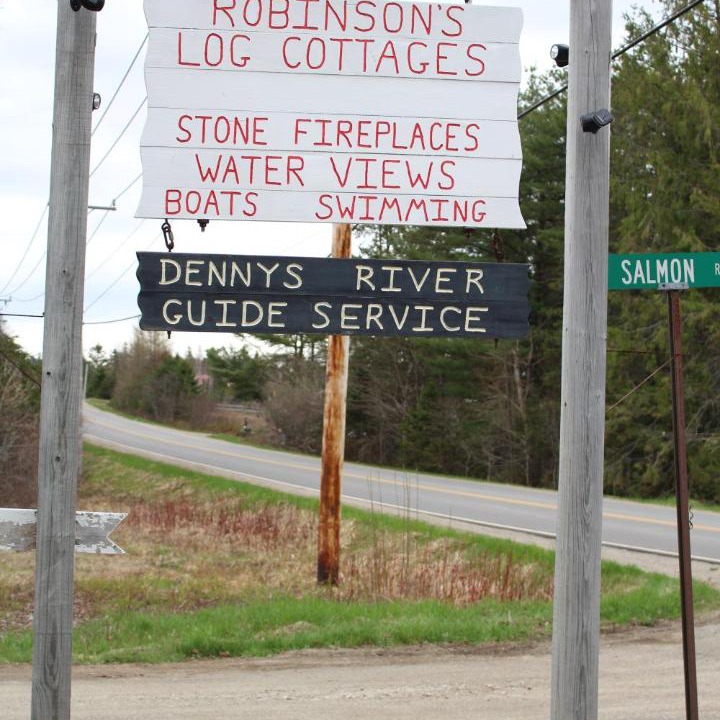 ROBINSON'S
LOG COTTAGES
STONE FIREPLACES
WATER VIEWS
BOATS SWIMMING
DENNYS RIVER
GUIDE SERVICE
SALMON R